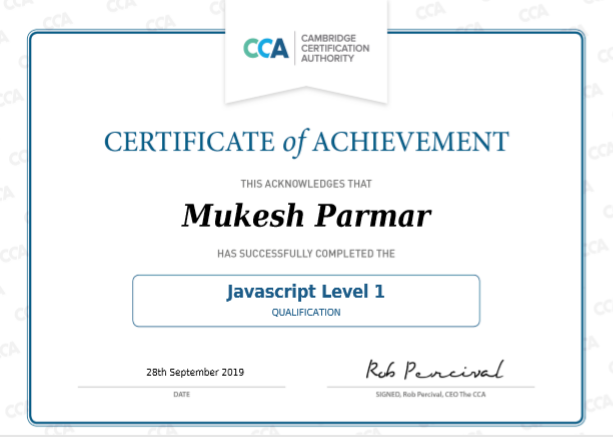 CCA
CAMBRIDGE
CERTIFICATION
AUTHORITY
CERTIFICATE of ACHIEVEMENT
THIS ACKNOWLEDGES THAT
Mukesh Parmar
HAS SUCCESSFULLY COMPLETED THE
Javascript Level 1
QUALIFICATION
28th September 2019
Rob Percival
DATE
SIGNED, Rob Percival, CEO The CCA